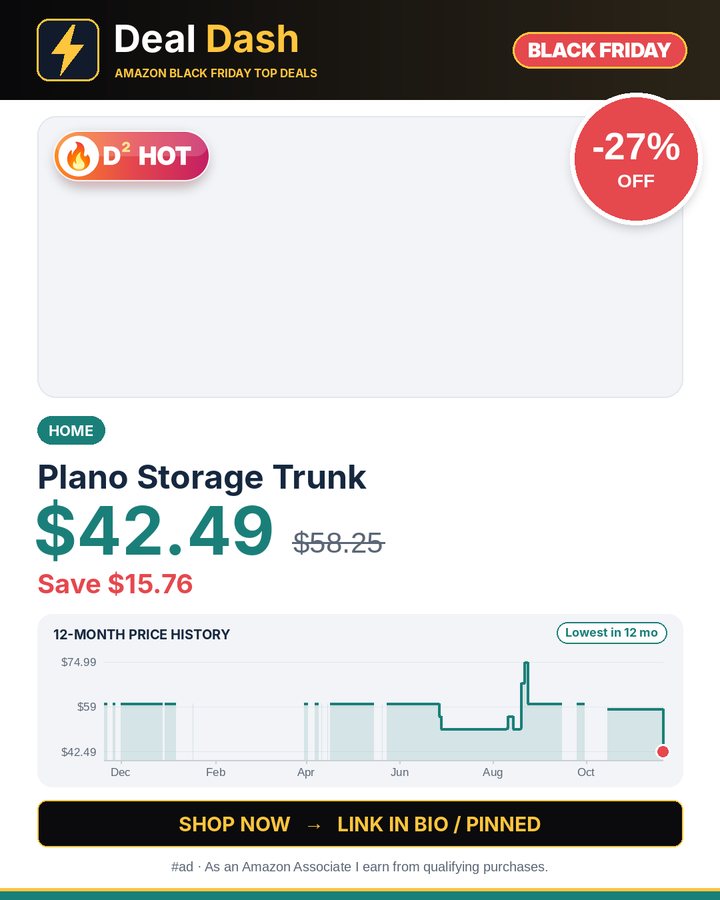 Deal Dash
AMAZON BLACK FRIDAY TOP DEALS
BLACK FRIDAY
D² HOT
-27%
OFF
HOME
Plano Storage Trunk
$42.49 $58.25
Save $15.76
12-MONTH PRICE HISTORY
Lowest in 12 mo
$74.99
$59
$42.49
Dec Feb Apr Jun Aug Oct
SHOP NOW → LINK IN BIO / PINNED
#ad · As an Amazon Associate I earn from qualifying purchases.